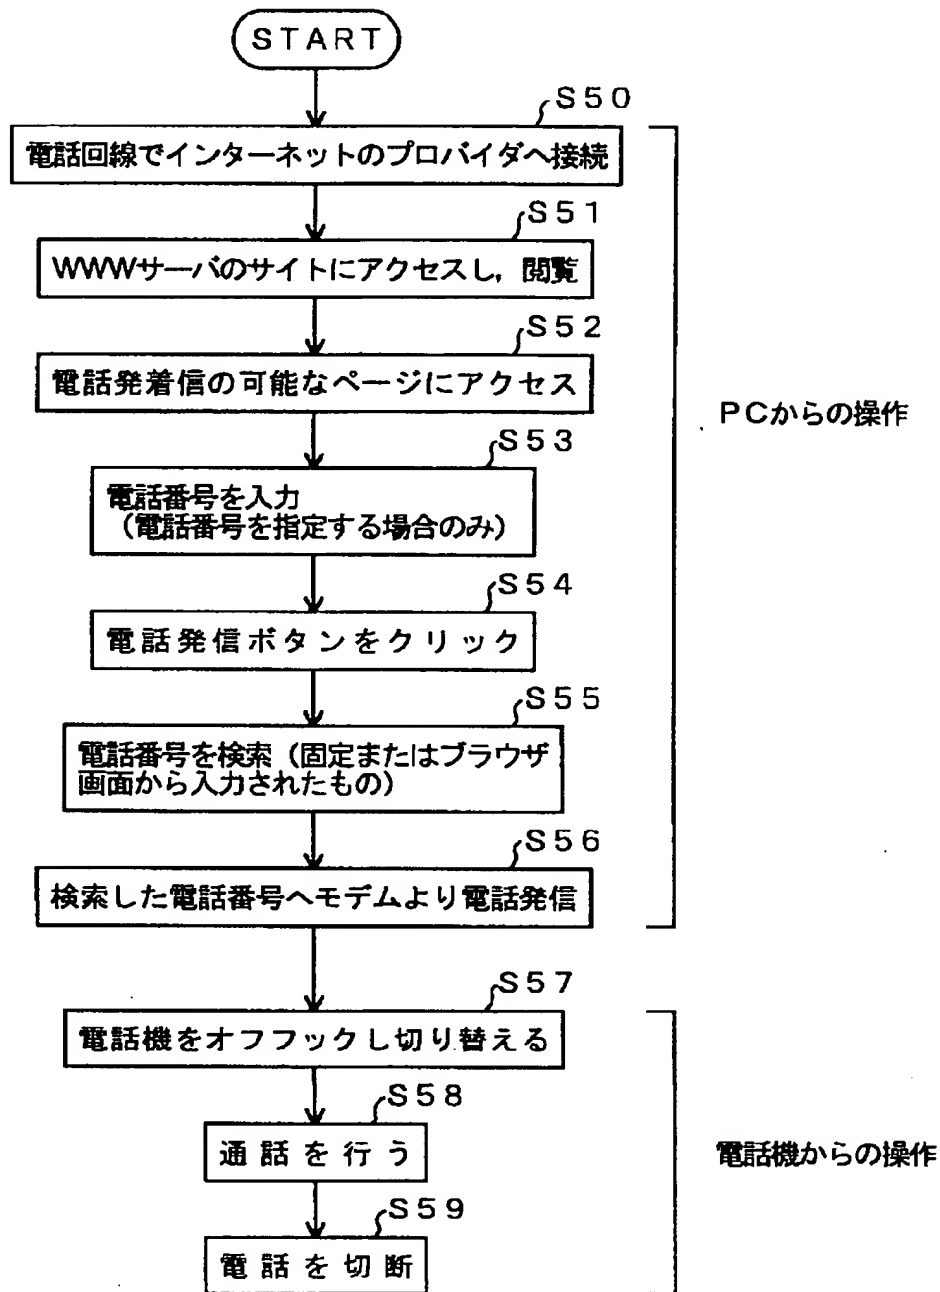 START
S50
電話回線でインターネットのプロバイダへ接続
S51
WWWサーバのサイトにアクセスし，閲覧
S52
電話発着信の可能なページにアクセス
PCからの操作
S53
電話番号を入力
（電話番号を指定する場合のみ）
S54
電話発信ボタンをクリック
S55
電話番号を検索（固定またはブラウザ
画面から入力されたもの）
S56
検索した電話番号へモデムより電話発信
S57
電話機をオフフックし切り替える
S58
通話を行う
電話機からの操作
S59
電話を切断